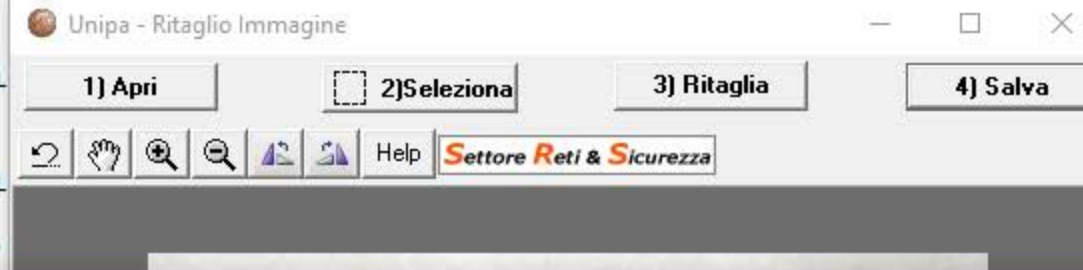 Unipa - Ritaglio Immagine
1) Apri 2)Seleziona 3) Ritaglia 4) Salva
Help Settore Reti & Sicurezza